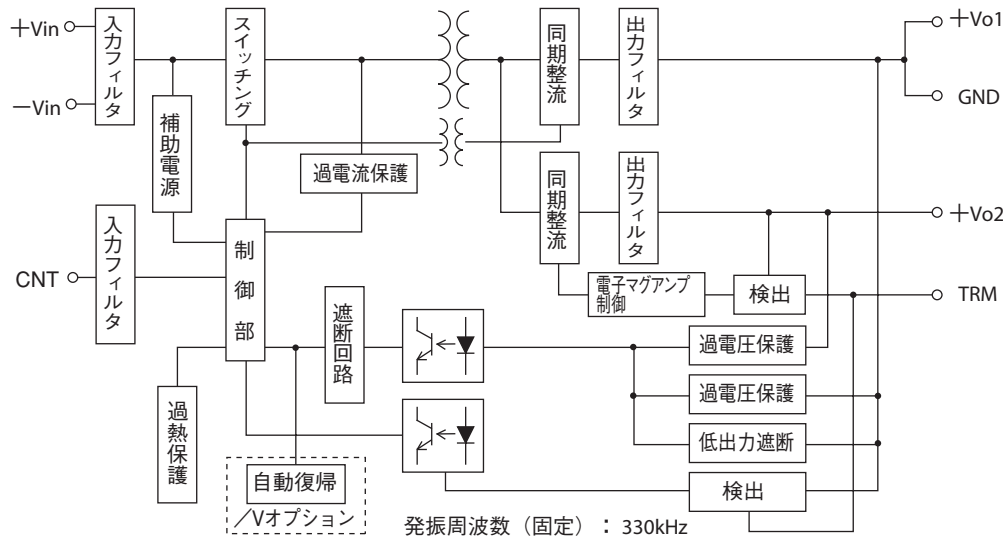 ＋Vin
－Vin
入力フィルタ
スイッチング
補助電源
過電流保護
同期整流
出力フィルタ
＋Vo1
GND
同期整流
出力フィルタ
＋Vo2
電子マグアンプ
制御
検出
TRM
CNT
入力フィルタ
制御部
遮断回路
過電圧保護
過電圧保護
低出力遮断
検出
過熱保護
自動復帰
／Vオプション
発振周波数（固定）：330kHz